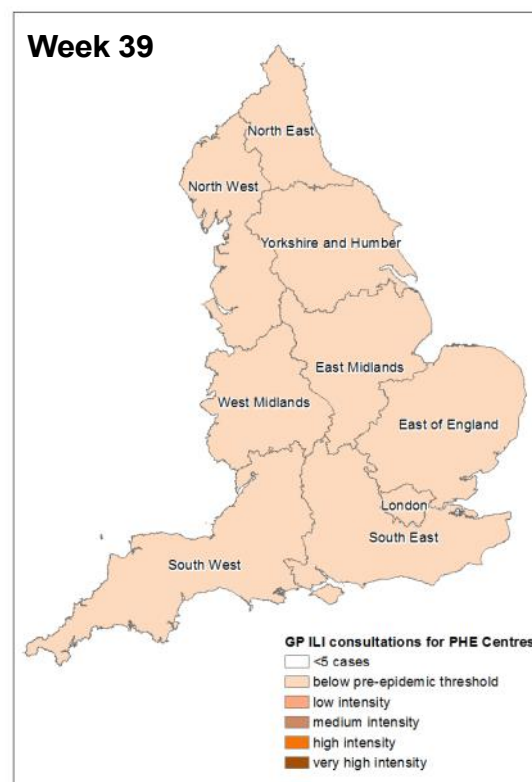 Week 39
North East
North West
Yorkshire and Humber
East Midlands
West Midlands
East of England
London
South East
South West
GP ILI consultations for PHE Centres
<5 cases
below pre-epidemic threshold
low intensity
medium intensity
high intensity
very high intensity